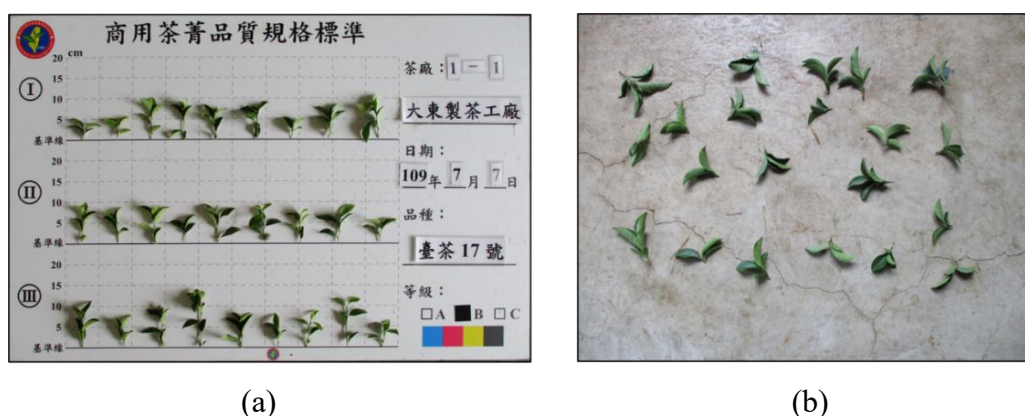 商用茶菁品質規格標準
cm
20
15
10
5
基準線
Ⅰ
20
15
10
5
基準線
Ⅱ
20
15
10
5
基準線
Ⅲ
茶廠：1－1
大東製茶工廠
日期：
109年 7月 7日
品種：
臺茶 17 號
等級：
□A ■B □C
(a)
(b)